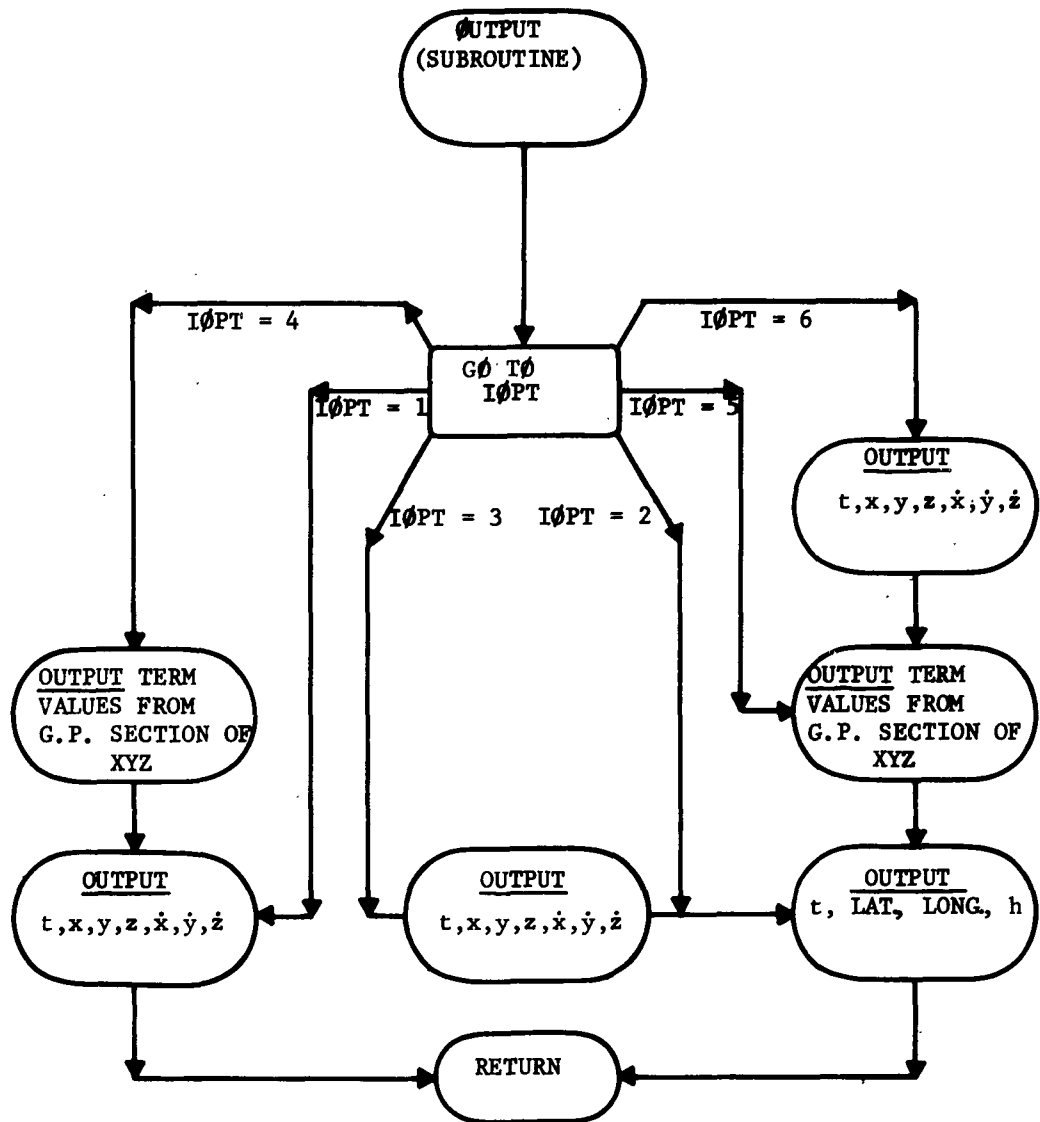 ØUTPUT
(SUBROUTINE)
IØPT = 4
IØPT = 6
GØ TØ
IØPT
IØPT = 1
IØPT = 5
IØPT = 3
IØPT = 2
OUTPUT
t,x,y,z,ẋ,ẏ,ż
OUTPUT TERM
VALUES FROM
G.P. SECTION OF
XYZ
OUTPUT TERM
VALUES FROM
G.P. SECTION OF
XYZ
OUTPUT
t,x,y,z,ẋ,ẏ,ż
OUTPUT
t,x,y,z,ẋ,ẏ,ż
OUTPUT
t, LAT., LONG., h
RETURN